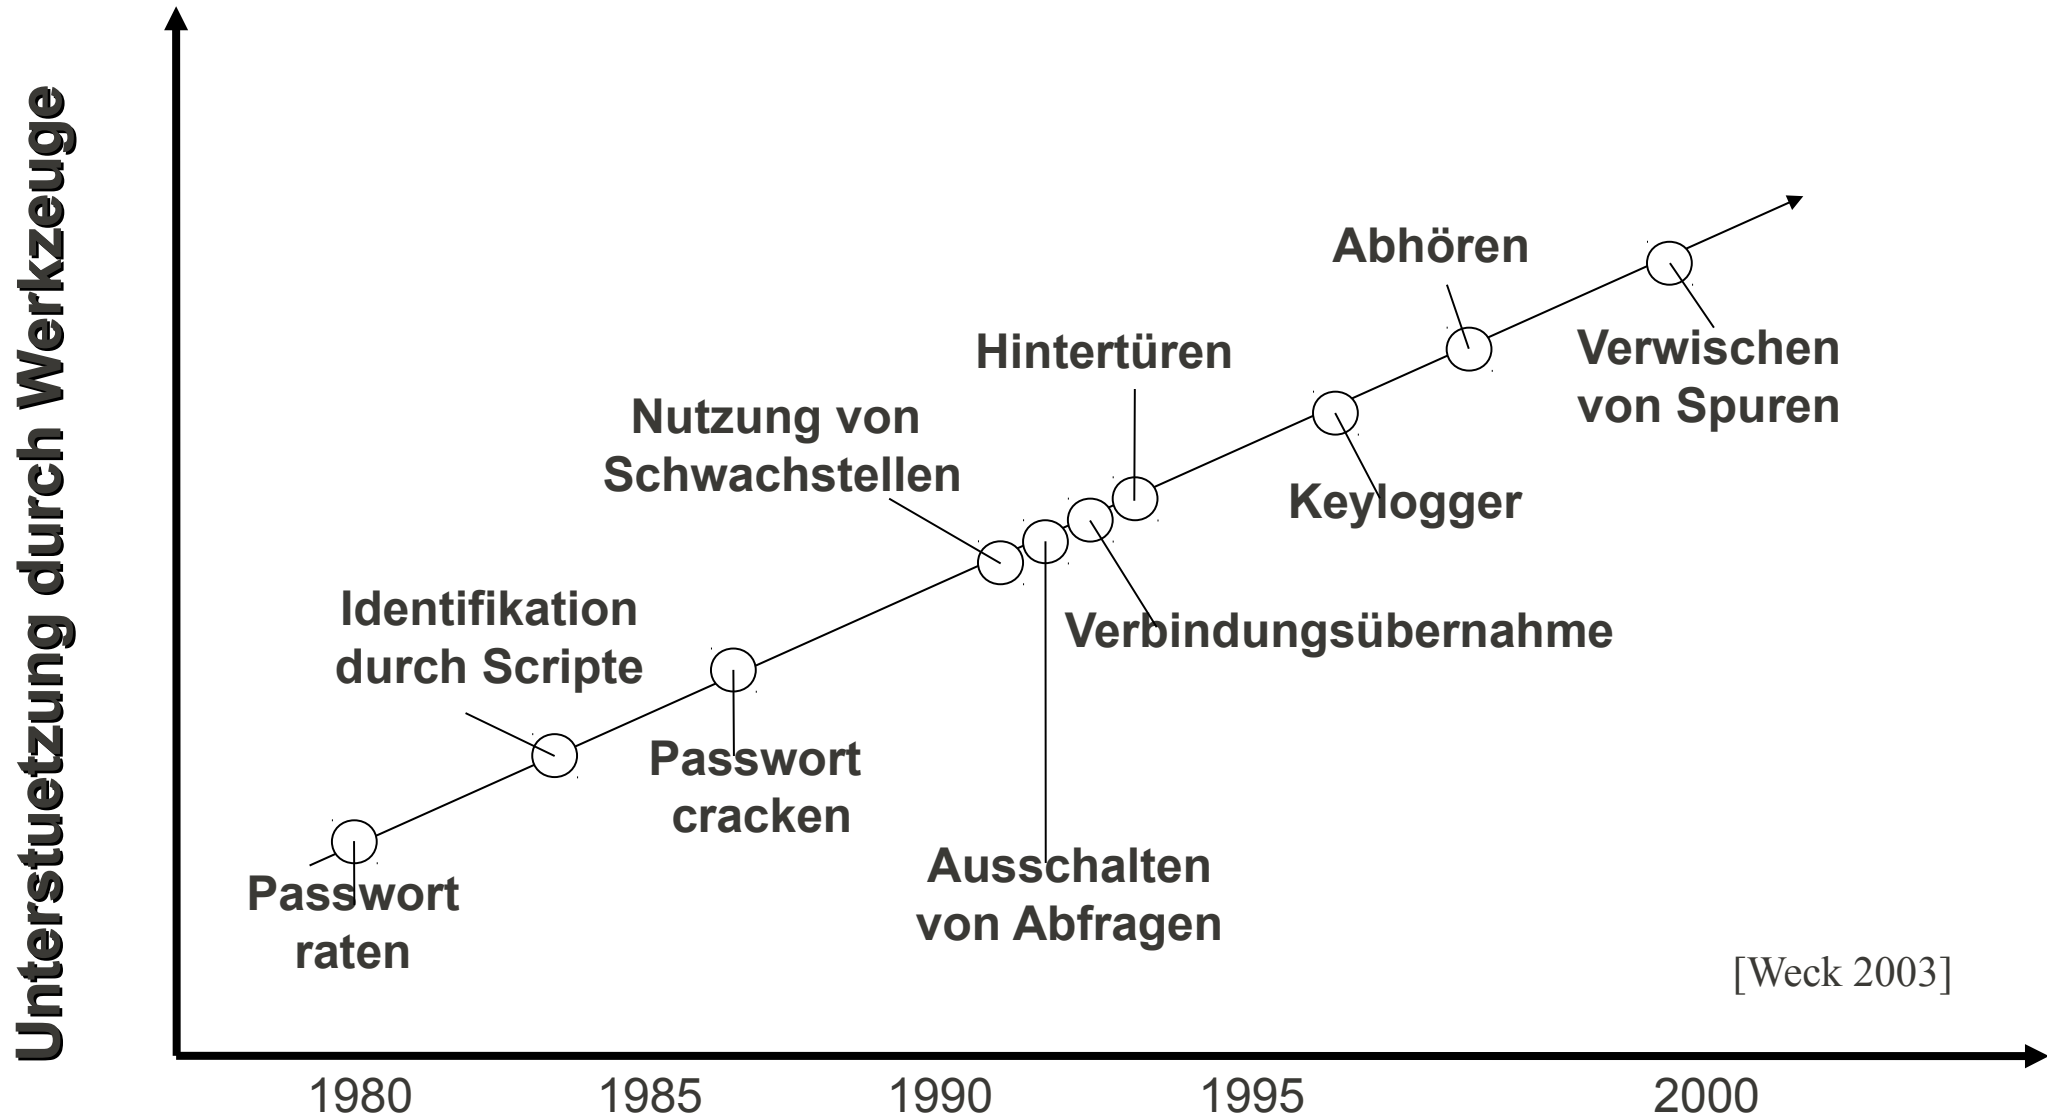 Unterstuetzung durch Werkzeuge
Abhören
Verwischen
von Spuren
Hintertüren
Nutzung von
Schwachstellen
Keylogger
Identifikation
durch Scripte
Verbindungsübernahme
Passwort
cracken
Ausschalten
von Abfragen
Passwort
raten
[Weck 2003]
1980
1985
1990
1995
2000